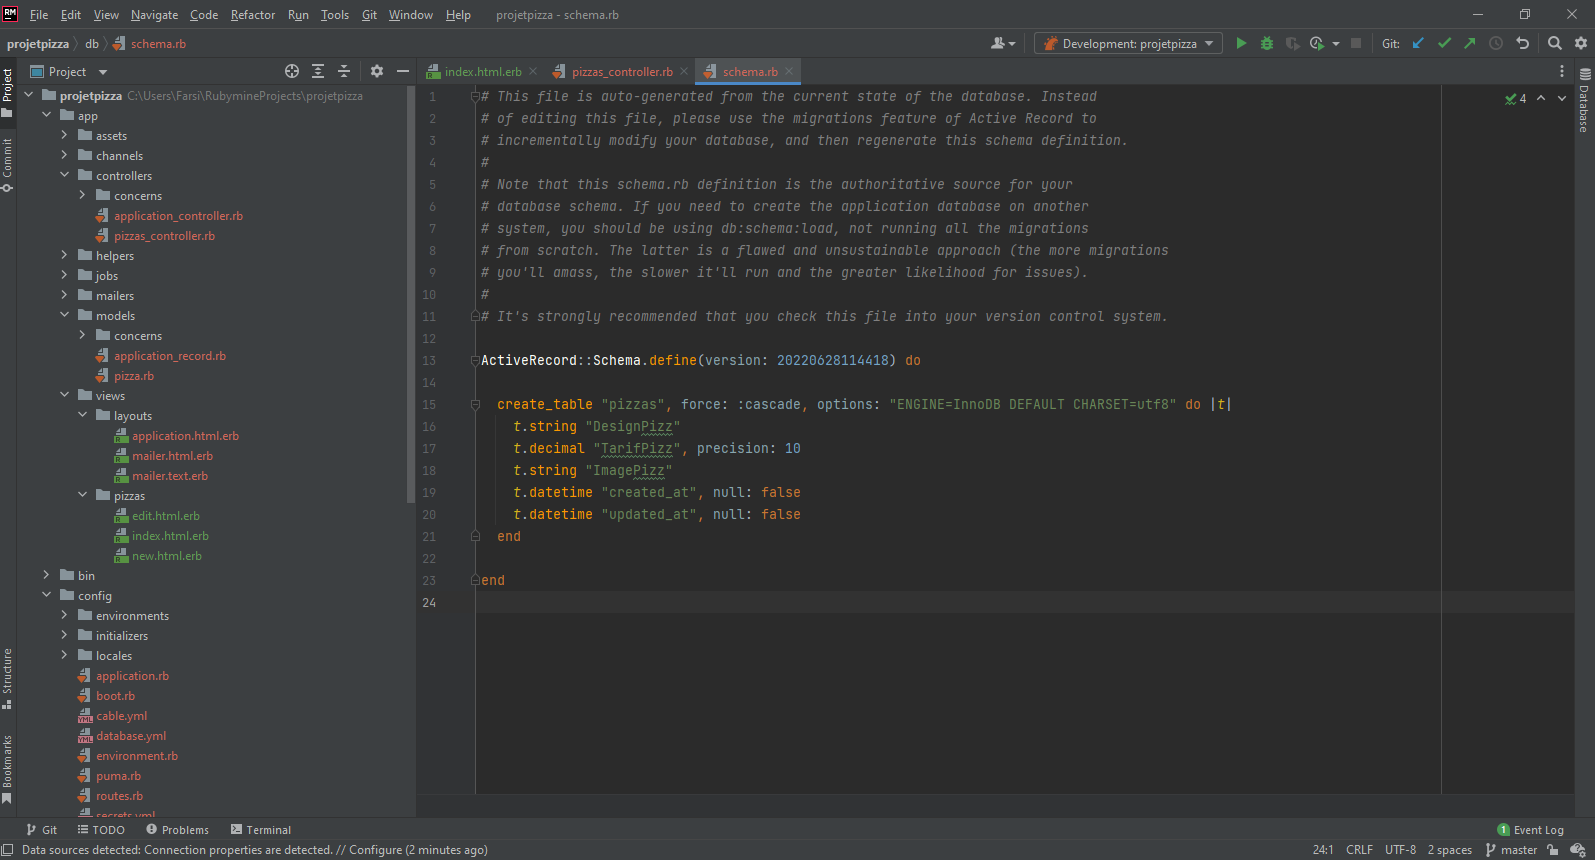 RM File Edit View Navigate Code Refactor Run Tools Git Window Help projetpizza - schema.rb
projetpizza db schema.rb Development: projetpizza Git:
Project index.html.erb pizzas_controller.rb schema.rb
Project
Commit
Structure
Bookmarks
projetpizza C:\Users\Farsi\RubymineProjects\projetpizza
app
assets
channels
controllers
concerns
application_controller.rb
pizzas_controller.rb
helpers
jobs
mailers
models
concerns
application_record.rb
pizza.rb
views
layouts
application.html.erb
mailer.html.erb
mailer.text.erb
pizzas
edit.html.erb
index.html.erb
new.html.erb
bin
config
environments
initializers
locales
application.rb
boot.rb
cable.yml
database.yml
environment.rb
puma.rb
routes.rb
secrets.yml
1 # This file is auto-generated from the current state of the database. Instead
2 # of editing this file, please use the migrations feature of Active Record to
3 # incrementally modify your database, and then regenerate this schema definition.
4 #
5 # Note that this schema.rb definition is the authoritative source for your
6 # database schema. If you need to create the application database on another
7 # system, you should be using db:schema:load, not running all the migrations
8 # from scratch. The latter is a flawed and unsustainable approach (the more migrations
9 # you'll amass, the slower it'll run and the greater likelihood for issues).
10 #
11 # It's strongly recommended that you check this file into your version control system.
12
13 ActiveRecord::Schema.define(version: 20220628114418) do
14
15 create_table "pizzas", force: :cascade, options: "ENGINE=InnoDB DEFAULT CHARSET=utf8" do |t|
16 t.string "DesignPizz"
17 t.decimal "TarifPizz", precision: 10
18 t.string "ImagePizz"
19 t.datetime "created_at", null: false
20 t.datetime "updated_at", null: false
21 end
22
23 end
24
4
Database
Git TODO Problems Terminal 1 Event Log
Data sources detected: Connection properties are detected. // Configure (2 minutes ago) 24:1 CRLF UTF-8 2 spaces master